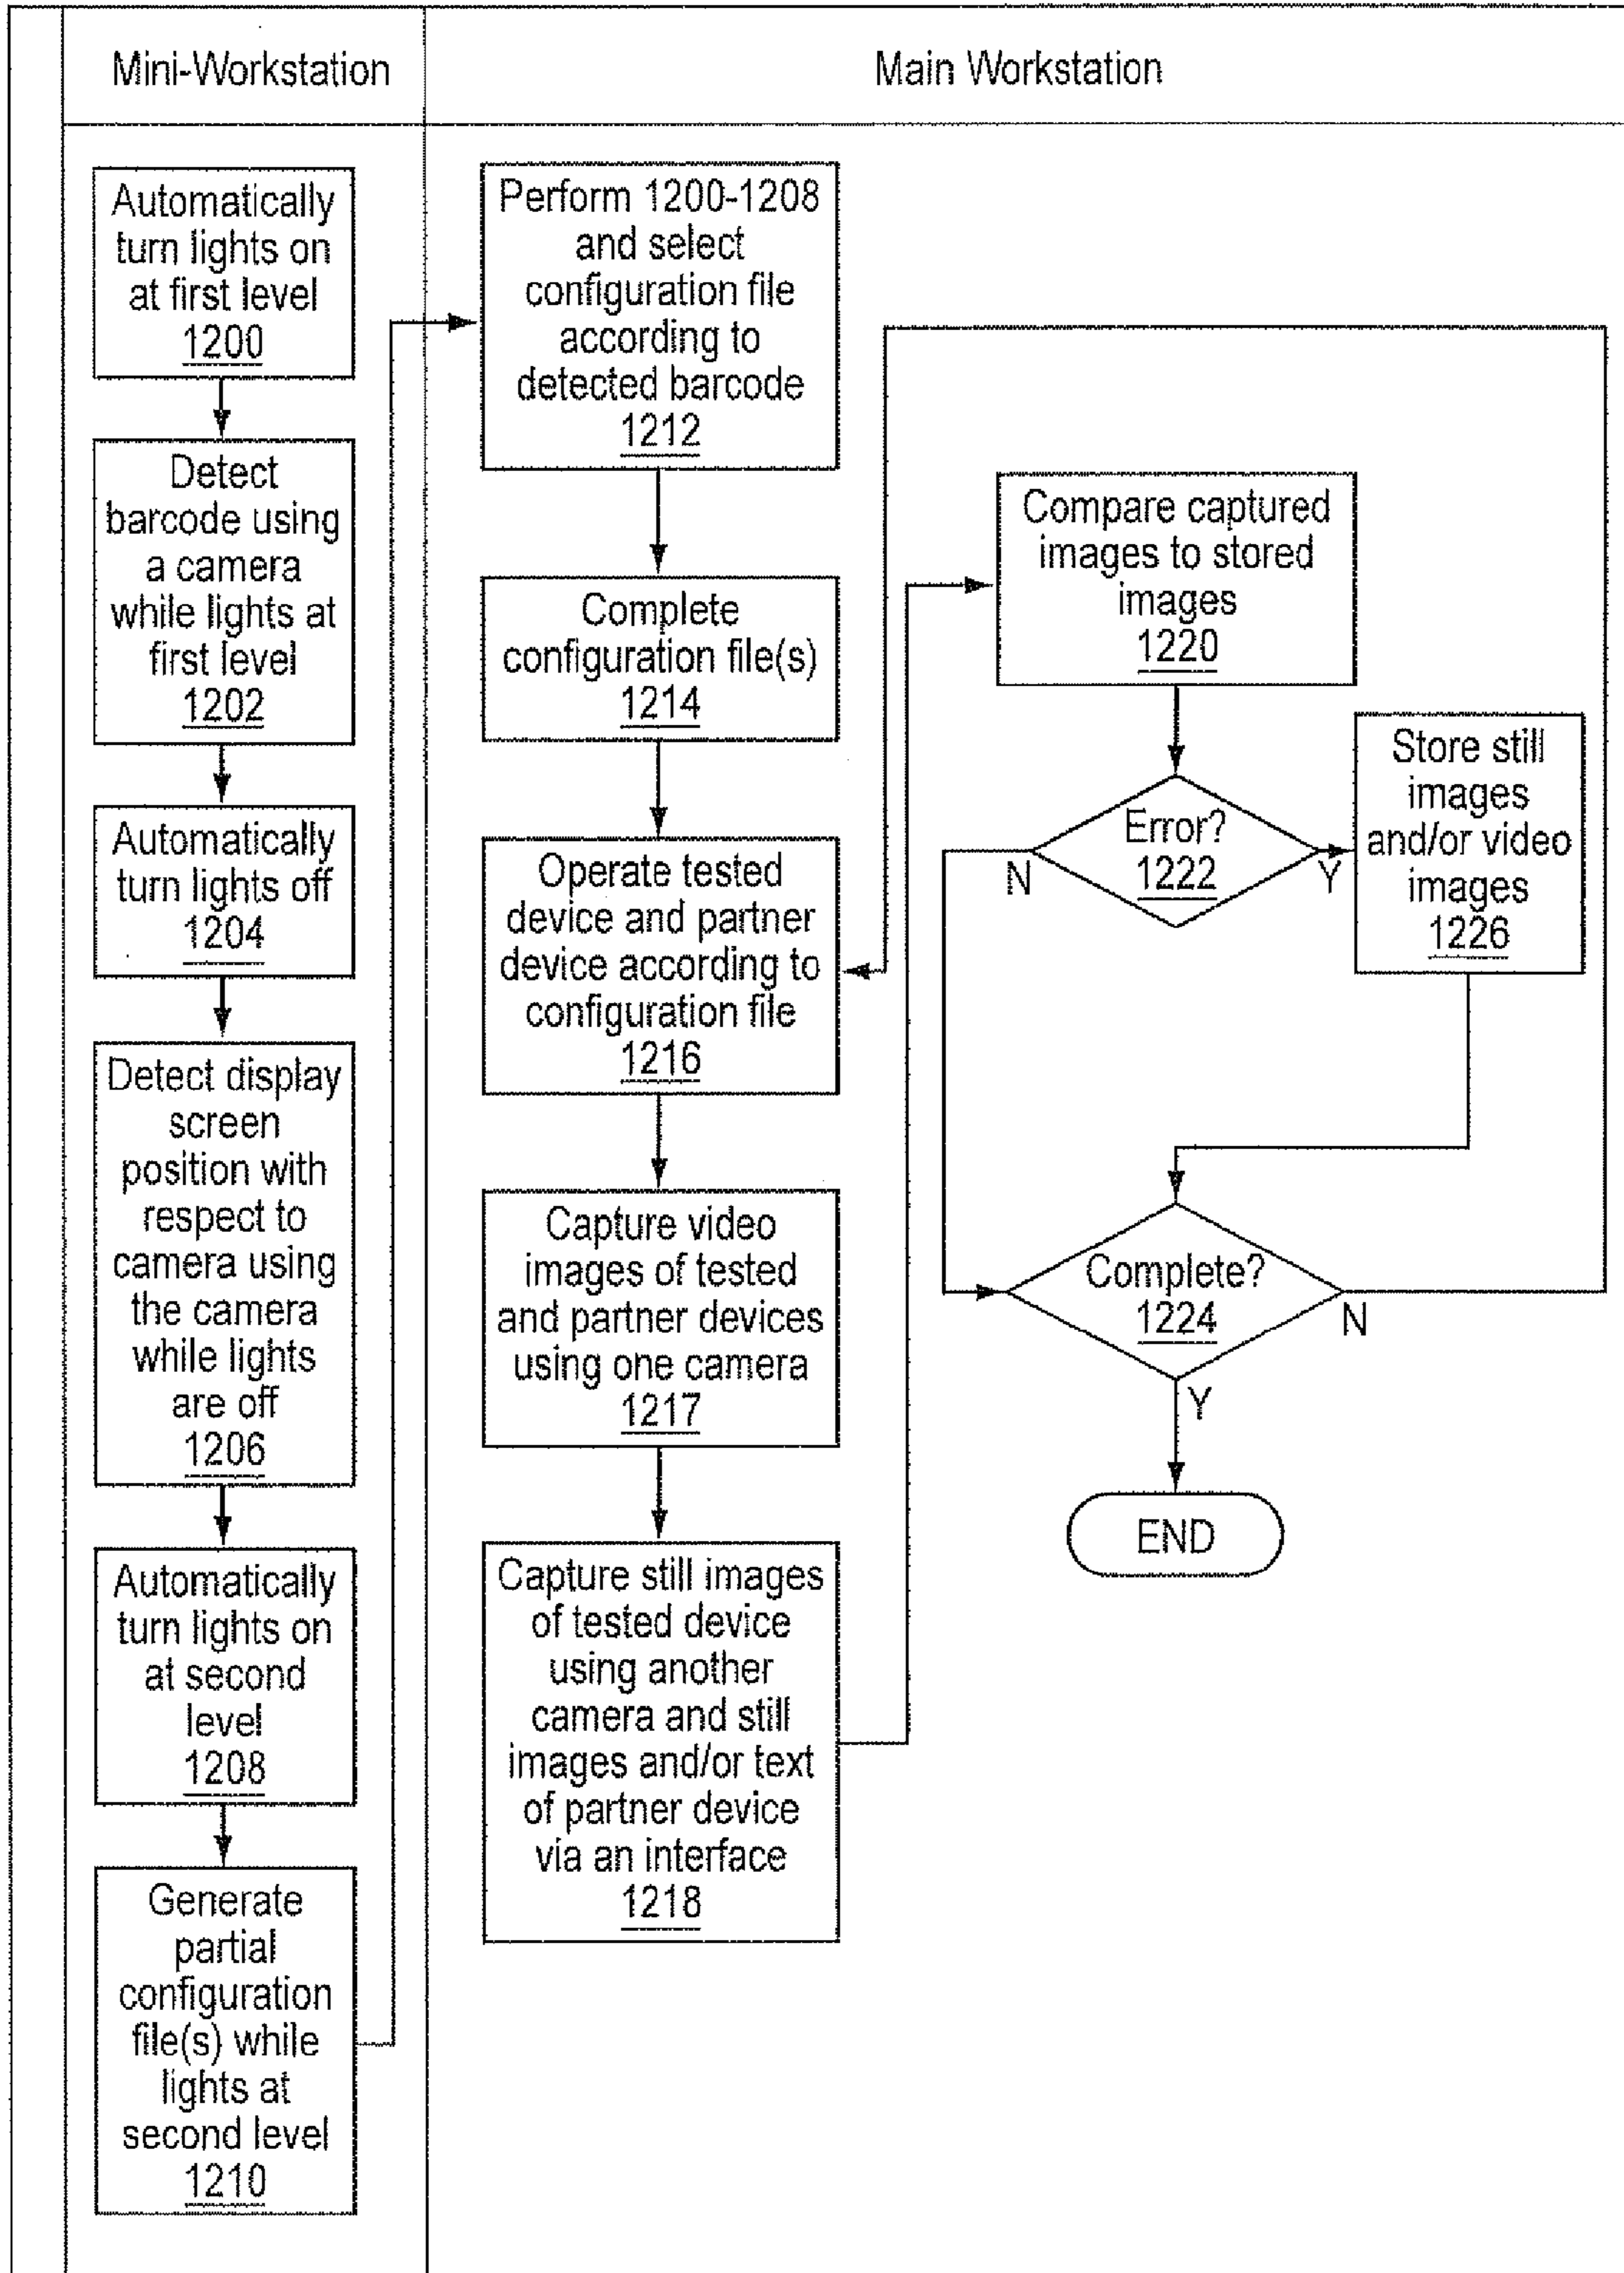 Mini-Workstation
Main Workstation
Automatically
turn lights on
at first level
1200
Detect
barcode using
a camera
while lights at
first level
1202
Automatically
turn lights off
1204
Detect display
screen
position with
respect to
camera using
the camera
while lights
are off
1206
Automatically
turn lights on
at second
level
1208
Generate
partial
configuration
file(s) while
lights at
second level
1210
Perform 1200-1208
and select
configuration file
according to
detected barcode
1212
Complete
configuration file(s)
1214
Operate tested
device and partner
device according to
configuration file
1216
Capture video
images of tested
and partner devices
using one camera
1217
Capture still images
of tested device
using another
camera and still
images and/or text
of partner device
via an interface
1218
Compare captured
images to stored
images
1220
Error?
1222
N
Y
Store still
images
and/or video
images
1226
Complete?
1224
N
Y
END